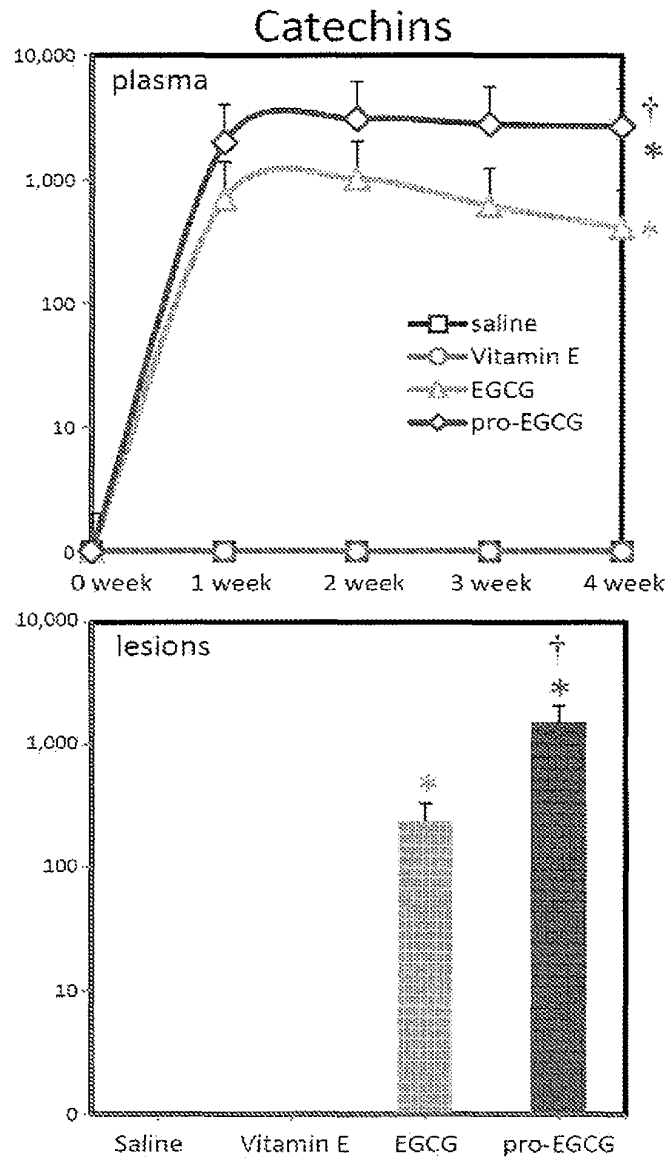 Catechins
10,000
plasma
†
*
1,000
*
100
saline
Vitamin E
EGCG
pro-EGCG
10
0
0 week 1 week 2 week 3 week 4 week
10,000
lesions
†
*
1,000
*
100
10
0
Saline Vitamin E EGCG pro-EGCG